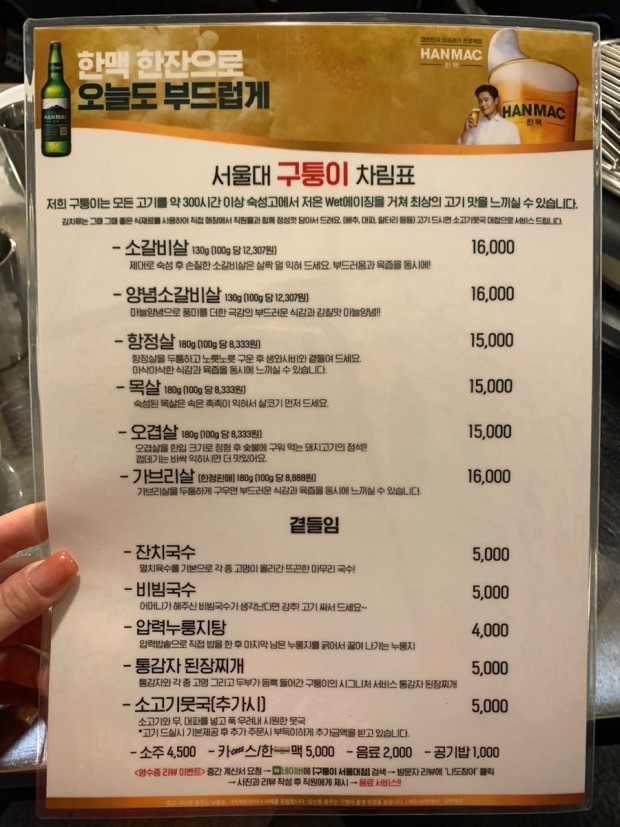 한맥 한잔으로
오늘도 부드럽게
대한민국 대표라거 프로젝트
HANMAC
한맥
HANMAC
한맥
HANMAC
서울대 구퉁이 차림표
저희 구퉁이는 모든 고기를 약 300시간 이상 숙성고에서 저온 Wet에이징을 거쳐 최상의 고기 맛을 느끼실 수 있습니다.
김치류는 그때 그때 좋은 식재료를 사용하여 직접 매장에서 직원들과 함께 정성껏 담아서 드려요. (배추, 대파, 알타리 등등) 고기 드시면 소고기뭇국 대접으로 서비스 드립니다.
- 소갈비살 130g (100g 당 12,307원) 16,000
제대로 숙성 후 손질한 소갈비살은 살짝 덜 익혀 드세요. 부드러움과 육즙을 동시에!
- 양념소갈비살 130g (100g 당 12,307원) 16,000
마늘양념으로 풍미를 더한 극강의 부드러운 식감과 감칠맛 마늘양념!!
- 항정살 180g (100g 당 8,333원) 15,000
항정살을 두툼하고 노릇노릇 구운 후 생와사비와 곁들여 드세요.
아삭아삭한 식감과 육즙을 동시에 느끼실 수 있습니다.
- 목살 180g (100g 당 8,333원) 15,000
숙성된 목살은 속은 촉촉이 익혀서 살코기 먼저 드세요.
- 오겹살 180g (100g 당 8,333원) 15,000
오겹살을 한입 크기로 정형 후 숯불에 구워 먹는 돼지고기의 정석!!
껍데기는 바싹 익히시면 더 맛있어요.
- 가브리살 [한정판매] 180g (100g 당 8,888원) 16,000
가브리살을 두툼하게 구우면 부드러운 식감과 육즙을 동시에 느끼실 수 있습니다.
곁들임
- 잔치국수 5,000
멸치육수를 기본으로 각 종 고명이 올라간 뜨끈한 마무리 국수!
- 비빔국수 5,000
어머니가 해주신 비빔국수가 생각난다면 강추! 고기 싸서 드세요~
- 압력누룽지탕 4,000
압력밥솥으로 직접 밥을 한 후 마지막 남은 누룽지를 긁어서 끓여 나가는 누룽지
- 통감자 된장찌개 5,000
통감자와 각 종 고명 그리고 두부가 듬뿍 들어간 구퉁이의 시그니처 서비스 통감자 된장찌개
- 소고기뭇국(추가시) 5,000
소고기와 무, 대파를 넣고 푹 우려내 시원한 뭇국
*고기 드실시 기본제공 후 추가 주문시 부득이하게 추가금액을 받고 있습니다.
- 소주 4,500 - 카스/한맥 5,000 - 음료 2,000 - 공기밥 1,000
<영수증 리뷰 이벤트> 중간 계산서 요청 → N 네이버에 [구퉁이 서울대점] 검색 → 방문자 리뷰에 '나도참여' 클릭
→ 사진과 리뷰 작성 후 직원에게 제시 → 음료 서비스!!